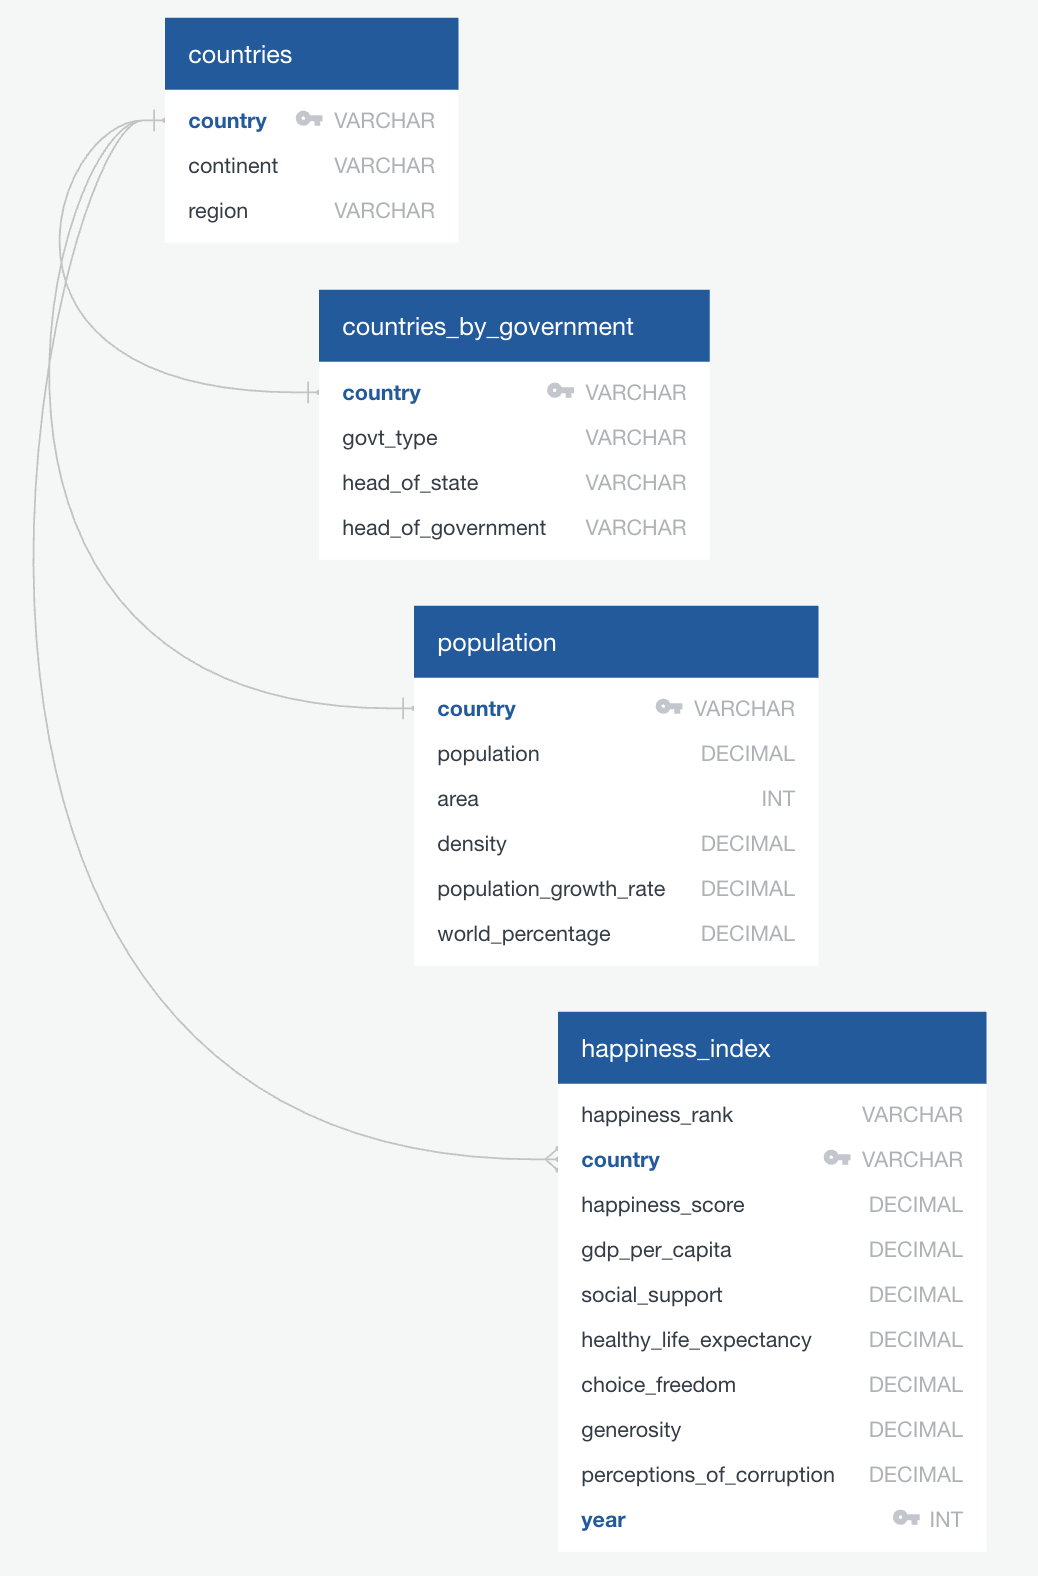 countries
country VARCHAR
continent VARCHAR
region VARCHAR
countries_by_government
country VARCHAR
govt_type VARCHAR
head_of_state VARCHAR
head_of_government VARCHAR
population
country VARCHAR
population DECIMAL
area INT
density DECIMAL
population_growth_rate DECIMAL
world_percentage DECIMAL
happiness_index
happiness_rank VARCHAR
country VARCHAR
happiness_score DECIMAL
gdp_per_capita DECIMAL
social_support DECIMAL
healthy_life_expectancy DECIMAL
choice_freedom DECIMAL
generosity DECIMAL
perceptions_of_corruption DECIMAL
year INT